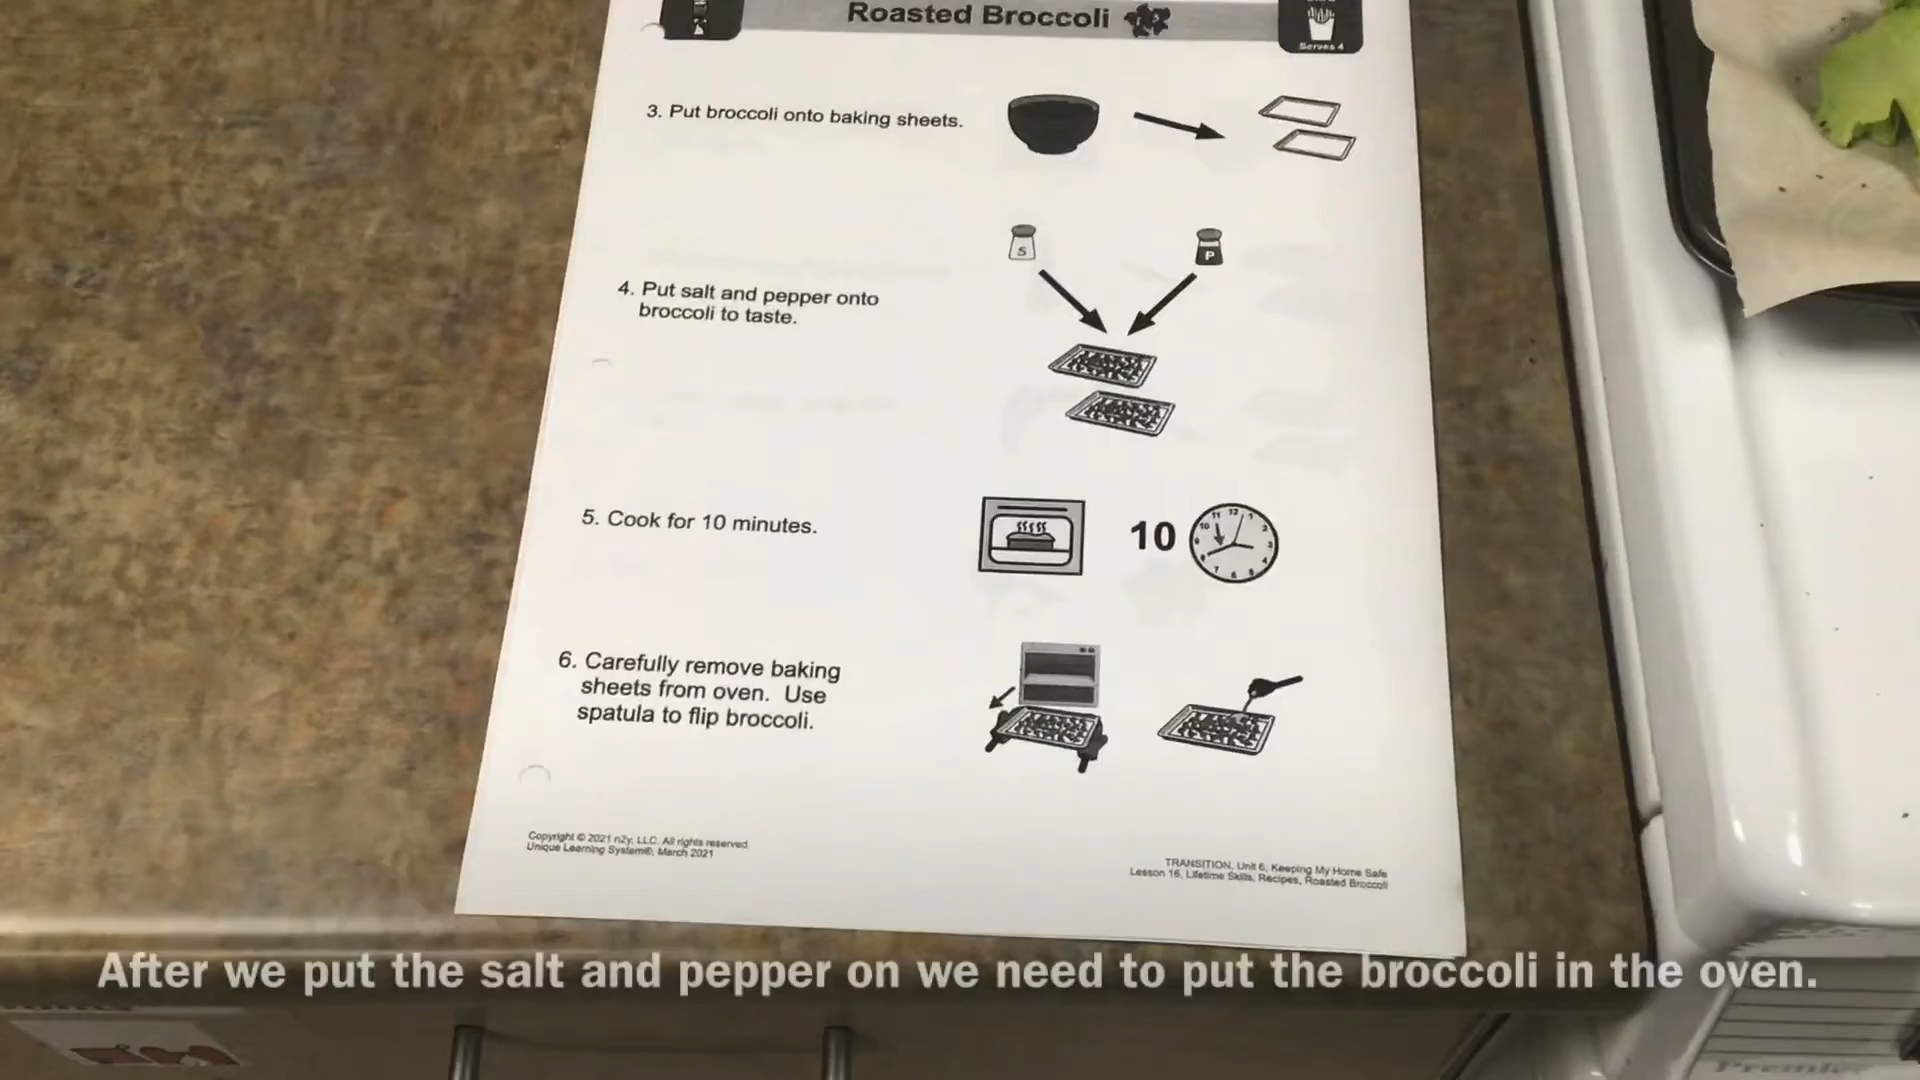 Roasted Broccoli
Serves 4
3. Put broccoli onto baking sheets.
S
P
4. Put salt and pepper onto
broccoli to taste.
5. Cook for 10 minutes.
10
6. Carefully remove baking
sheets from oven. Use
spatula to flip broccoli.
Copyright © 2021 n2y, LLC. All rights reserved.
Unique Learning System®, March 2021
TRANSITION, Unit 6, Keeping My Home Safe
Lesson 16, Lifetime Skills, Recipes, Roasted Broccoli
After we put the salt and pepper on we need to put the broccoli in the oven.
Premier